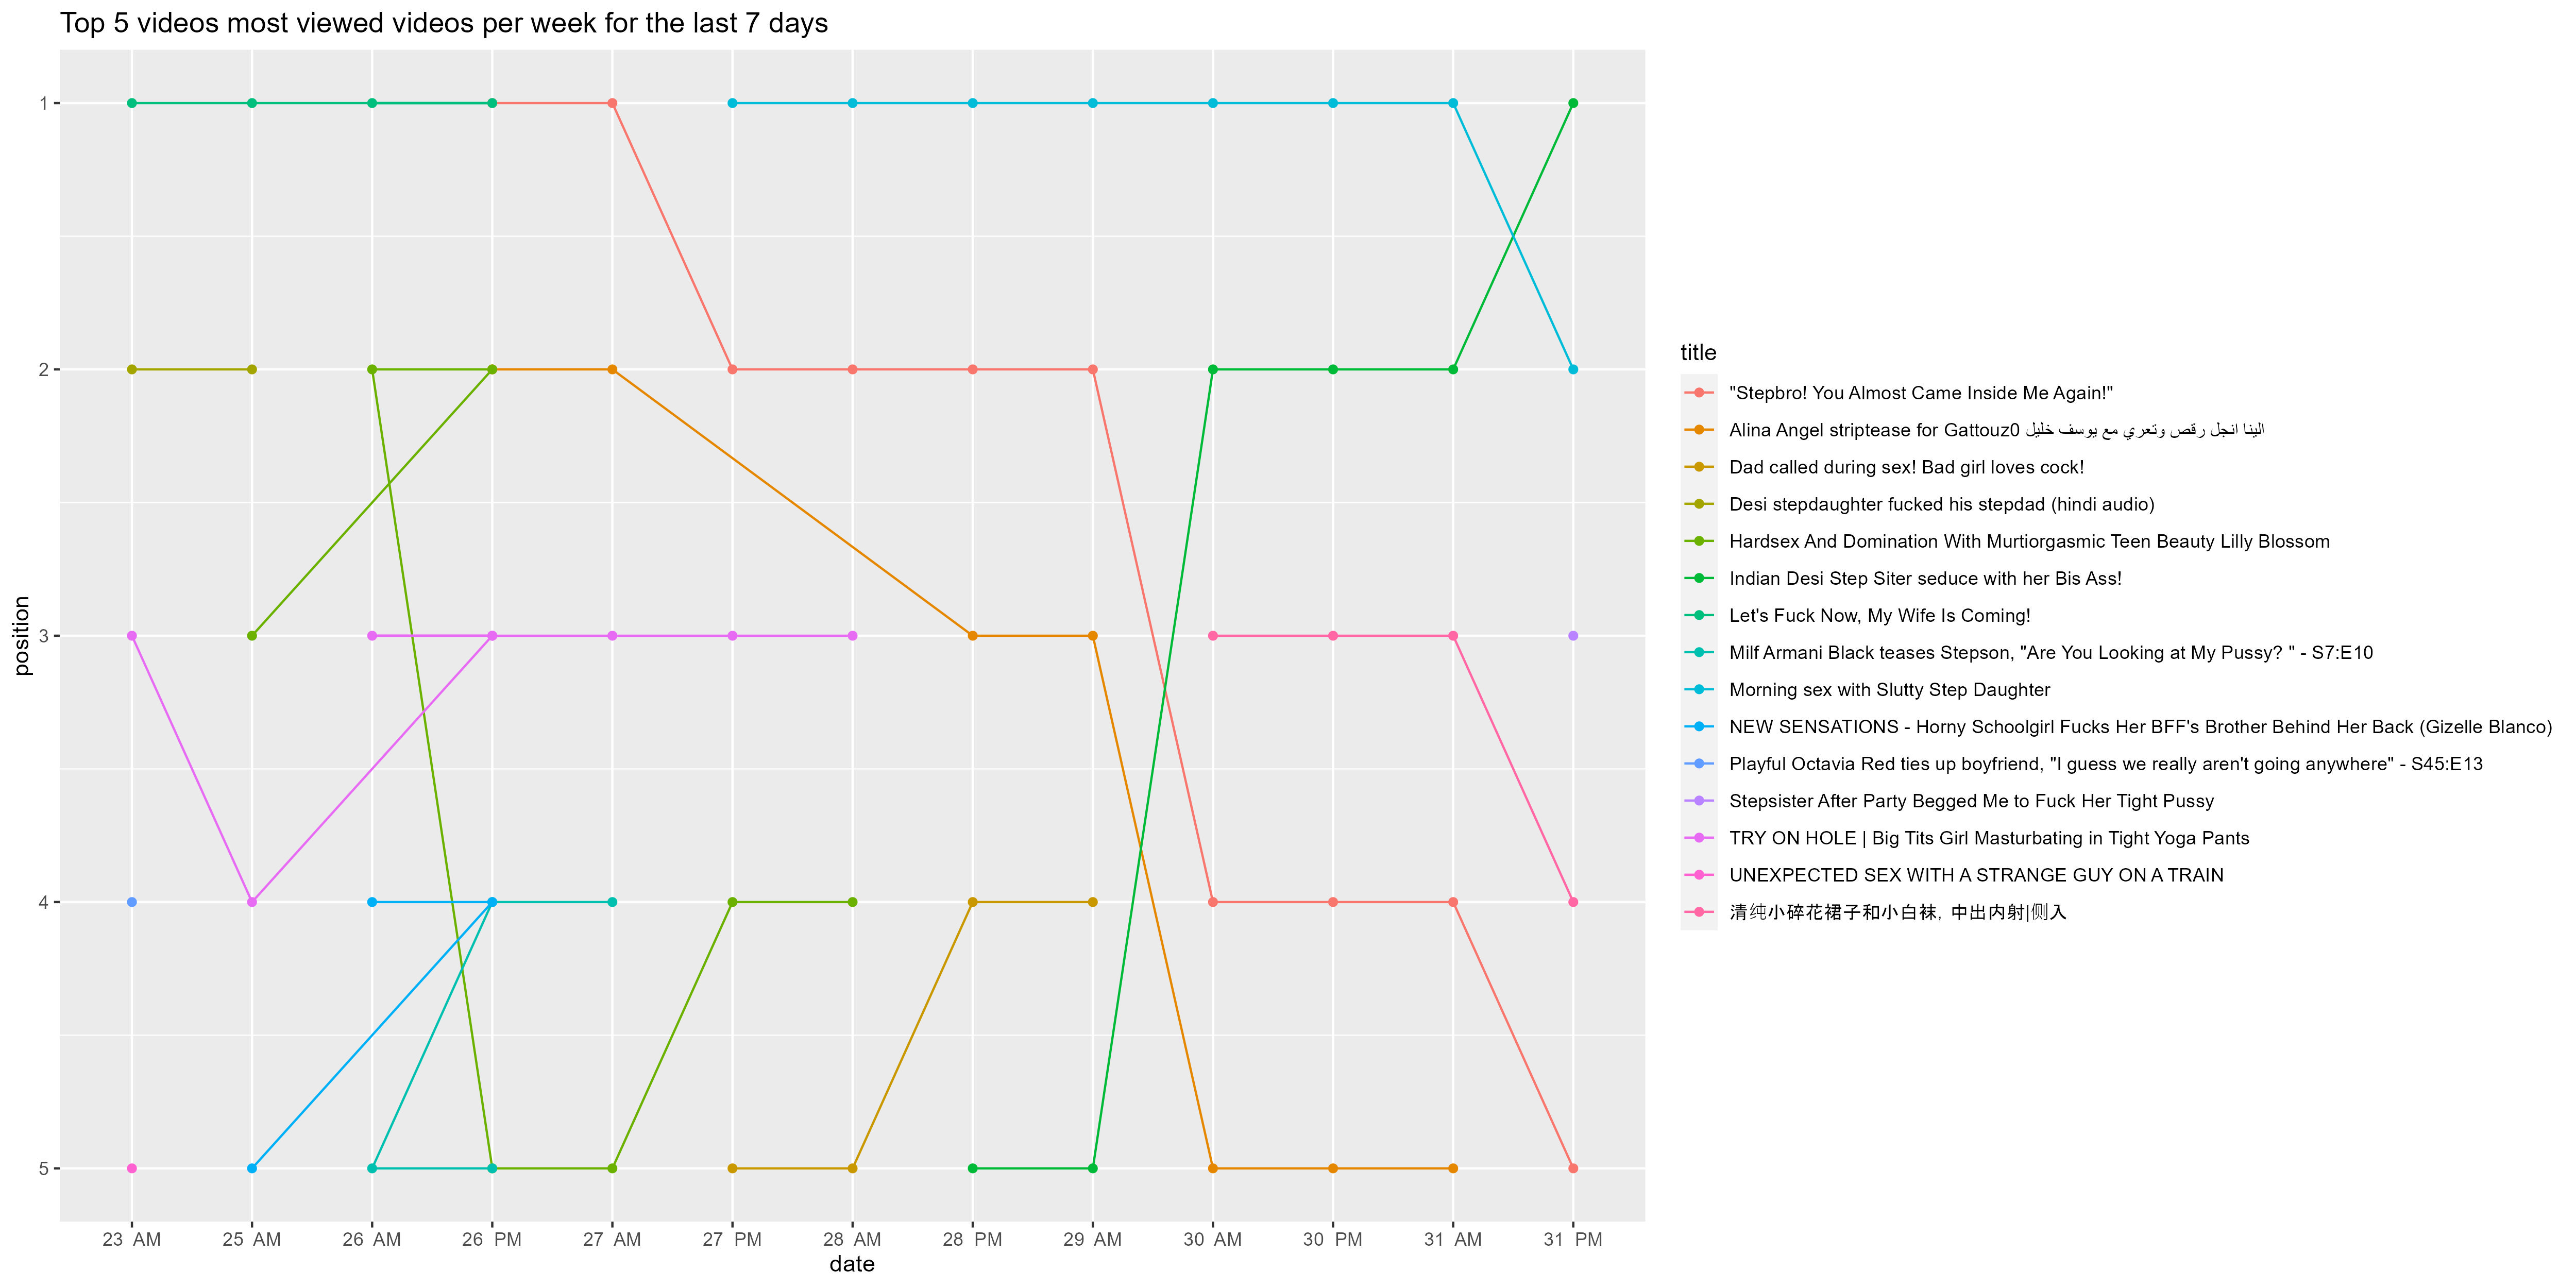 Top 5 videos most viewed videos per week for the last 7 days
position
1
2
3
4
5
23 AM
25 AM
26 AM
26 PM
27 AM
27 PM
28 AM
28 PM
29 AM
30 AM
30 PM
31 AM
31 PM
date
title
"Stepbro! You Almost Came Inside Me Again!"
Alina Angel striptease for Gattouz0 الينا انجل رقص وتعري مع يوسف خليل
Dad called during sex! Bad girl loves cock!
Desi stepdaughter fucked his stepdad (hindi audio)
Hardsex And Domination With Murtiorgasmic Teen Beauty Lilly Blossom
Indian Desi Step Siter seduce with her Bis Ass!
Let's Fuck Now, My Wife Is Coming!
Milf Armani Black teases Stepson, "Are You Looking at My Pussy? " - S7:E10
Morning sex with Slutty Step Daughter
NEW SENSATIONS - Horny Schoolgirl Fucks Her BFF's Brother Behind Her Back (Gizelle Blanco)
Playful Octavia Red ties up boyfriend, "I guess we really aren't going anywhere" - S45:E13
Stepsister After Party Begged Me to Fuck Her Tight Pussy
TRY ON HOLE | Big Tits Girl Masturbating in Tight Yoga Pants
UNEXPECTED SEX WITH A STRANGE GUY ON A TRAIN
清纯小碎花裙子和小白袜, 中出内射|侧入